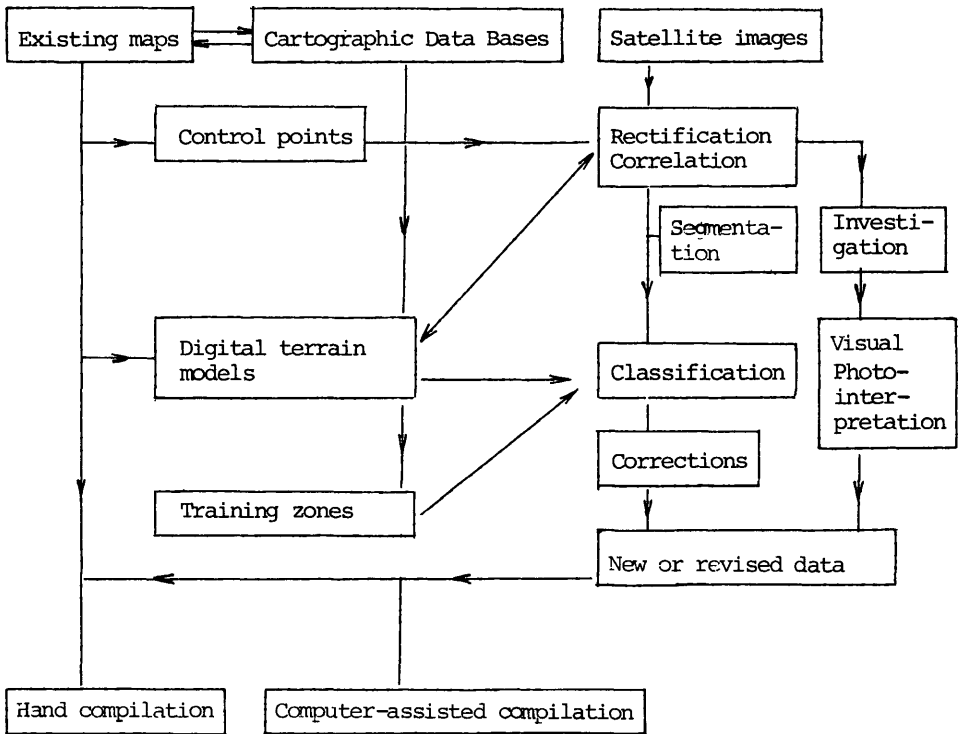 Existing maps
Cartographic Data Bases
Satellite images
Control points
Rectification
Correlation
Segmenta-
tion
Investi-
gation
Digital terrain
models
Classification
Visual
Photo-
inter-
pretation
Corrections
Training zones
New or revised data
Hand compilation
Computer-assisted compilation